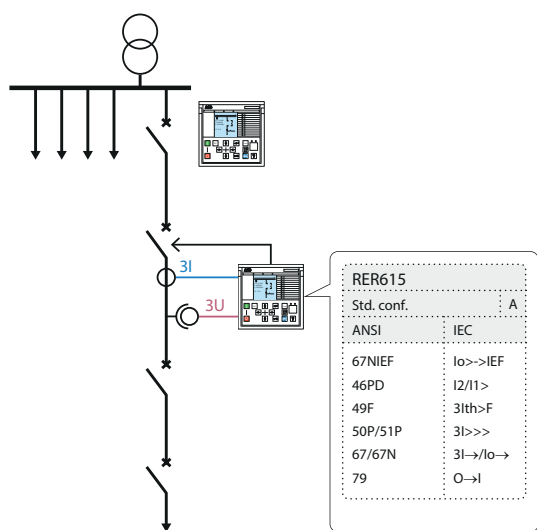 3I
3U
RER615
Std. conf. A
ANSI IEC
67NIEF Io>->IEF
46PD I2/I1>
49F 3Ith>F
50P/51P 3I>>>
67/67N 3I→/Io→
79 O→I